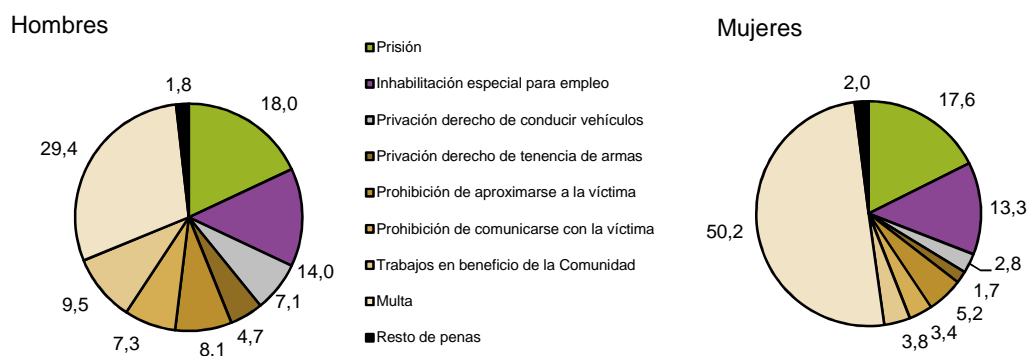 Hombres
1,8
18,0
29,4
14,0
7,1
9,5
4,7
7,3
8,1
Prisión
Inhabilitación especial para empleo
Privación derecho de conducir vehículos
Privación derecho de tenencia de armas
Prohibición de aproximarse a la víctima
Prohibición de comunicarse con la víctima
Trabajos en beneficio de la Comunidad
Multa
Resto de penas
Mujeres
2,0
17,6
13,3
50,2
2,8
1,7
5,2
3,4
3,8